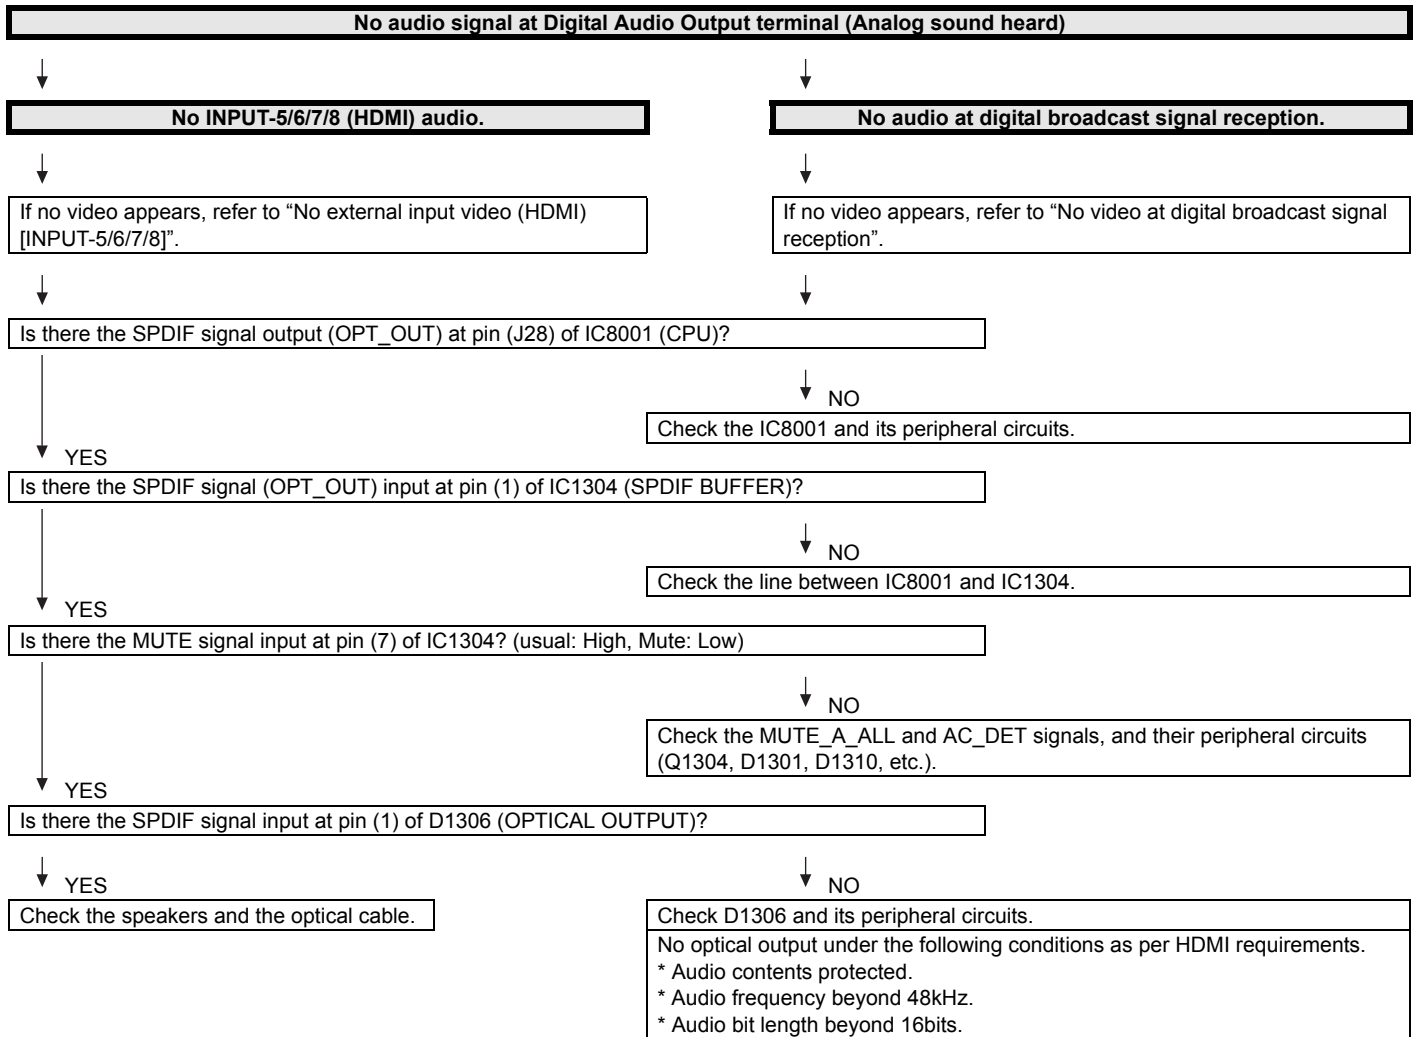 No audio signal at Digital Audio Output terminal (Analog sound heard)
No INPUT-5/6/7/8 (HDMI) audio.
No audio at digital broadcast signal reception.
If no video appears, refer to “No external input video (HDMI)
[INPUT-5/6/7/8]”.
If no video appears, refer to “No video at digital broadcast signal
reception”.
Is there the SPDIF signal output (OPT_OUT) at pin (J28) of IC8001 (CPU)?
NO
Check the IC8001 and its peripheral circuits.
YES
Is there the SPDIF signal (OPT_OUT) input at pin (1) of IC1304 (SPDIF BUFFER)?
NO
Check the line between IC8001 and IC1304.
YES
Is there the MUTE signal input at pin (7) of IC1304? (usual: High, Mute: Low)
NO
Check the MUTE_A_ALL and AC_DET signals, and their peripheral circuits
(Q1304, D1301, D1310, etc.).
YES
Is there the SPDIF signal input at pin (1) of D1306 (OPTICAL OUTPUT)?
YES
Check the speakers and the optical cable.
NO
Check D1306 and its peripheral circuits.
No optical output under the following conditions as per HDMI requirements.
* Audio contents protected.
* Audio frequency beyond 48kHz.
* Audio bit length beyond 16bits.